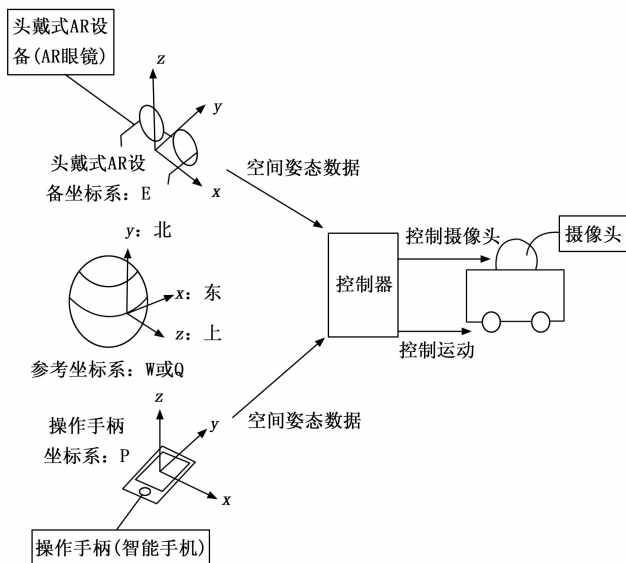 头戴式AR设
备(AR眼镜)
z
y
x
头戴式AR设
备坐标系：E
空间姿态数据
y：北
x：东
z：上
参考坐标系：W或Q
控制器
控制摄像头
摄像头
控制运动
操作手柄
坐标系：P
z
y
x
空间姿态数据
操作手柄(智能手机)